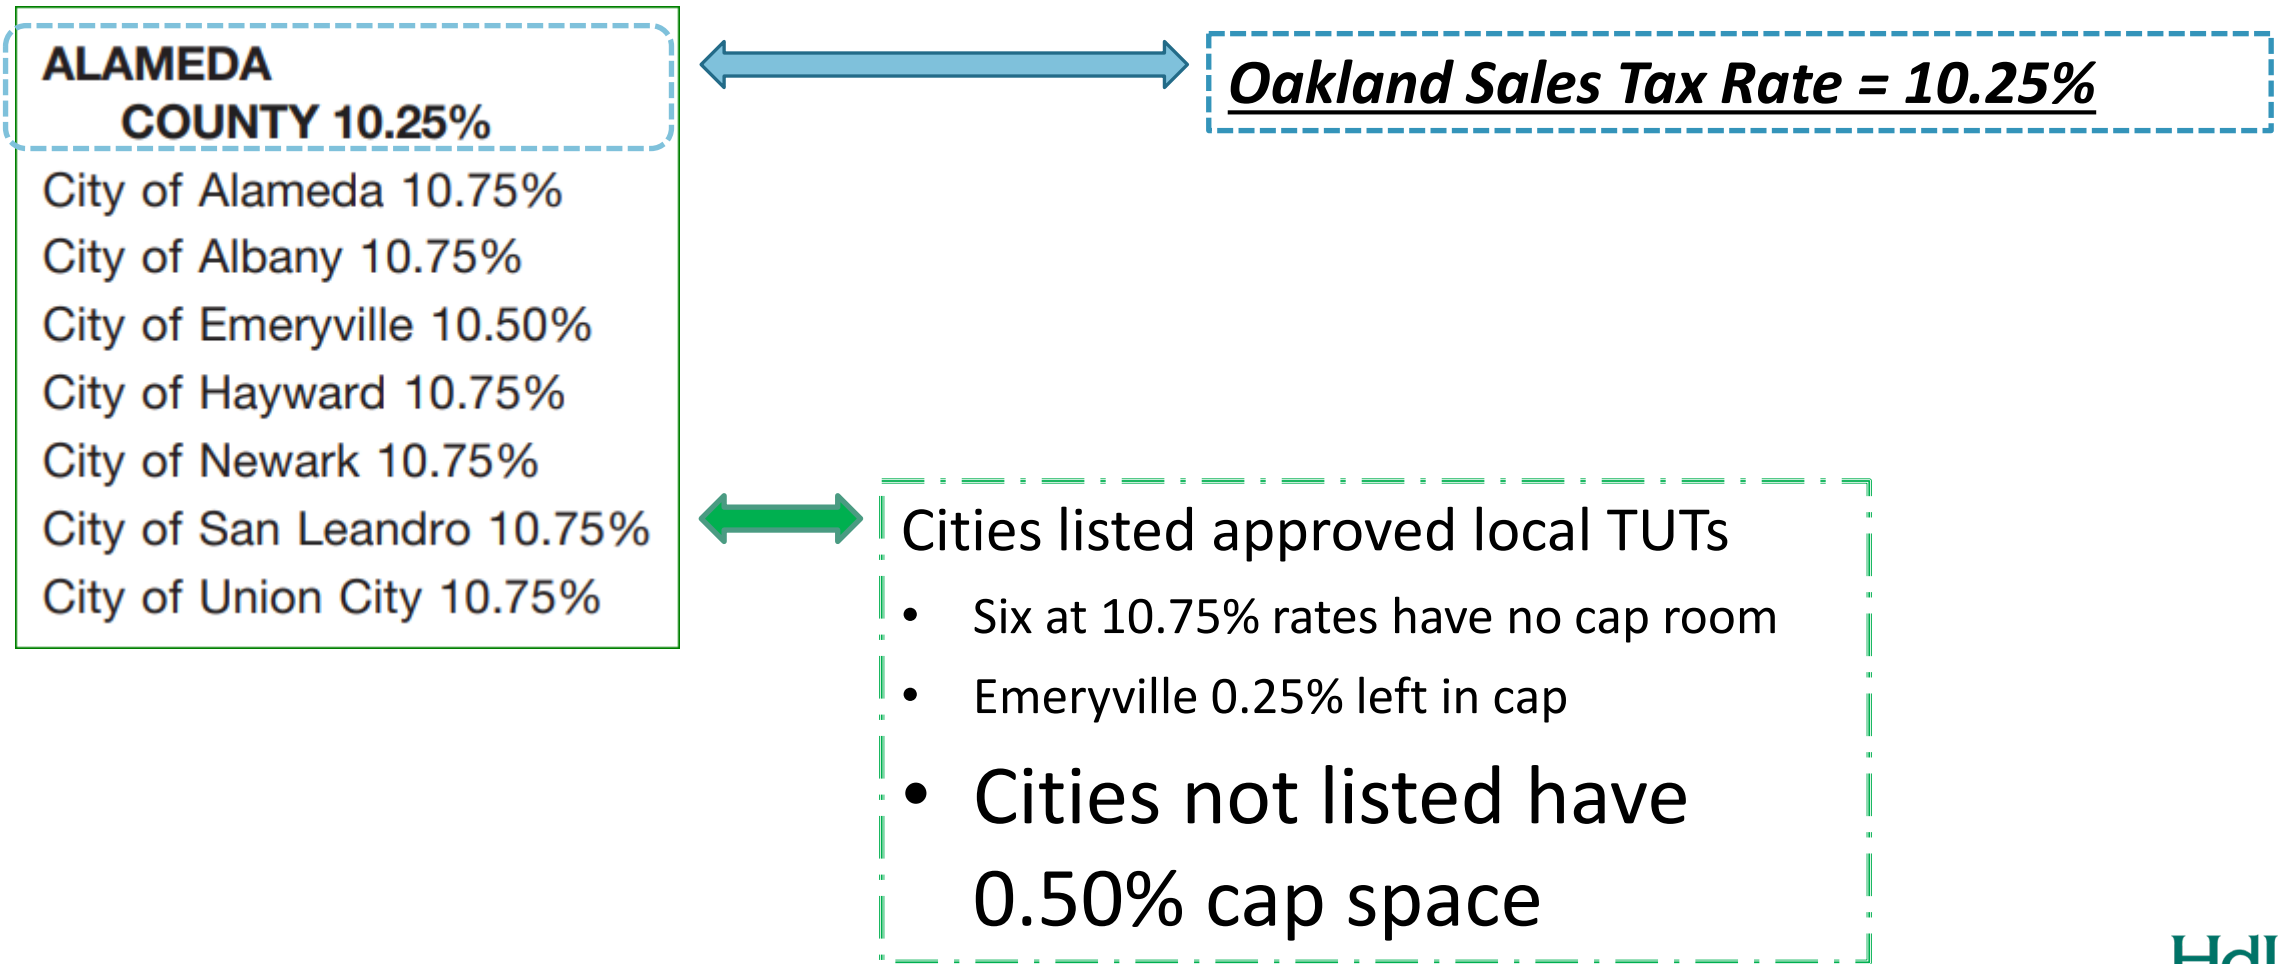 ALAMEDA
COUNTY 10.25%
City of Alameda 10.75%
City of Albany 10.75%
City of Emeryville 10.50%
City of Hayward 10.75%
City of Newark 10.75%
City of San Leandro 10.75%
City of Union City 10.75%
Oakland Sales Tax Rate = 10.25%
Cities listed approved local TUTs
• Six at 10.75% rates have no cap room
• Emeryville 0.25% left in cap
• Cities not listed have
0.50% cap space
HdL